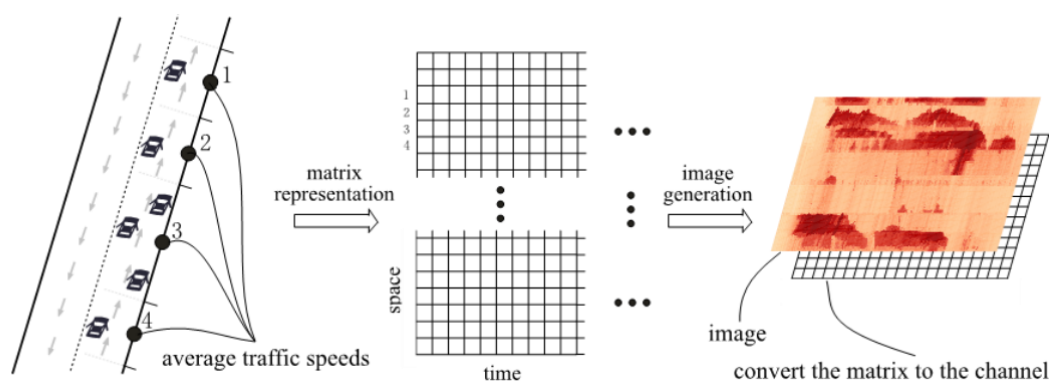 1
2
3
4
average traffic speeds
matrix
representation
1
2
3
4
space
time
image
generation
image
convert the matrix to the channel